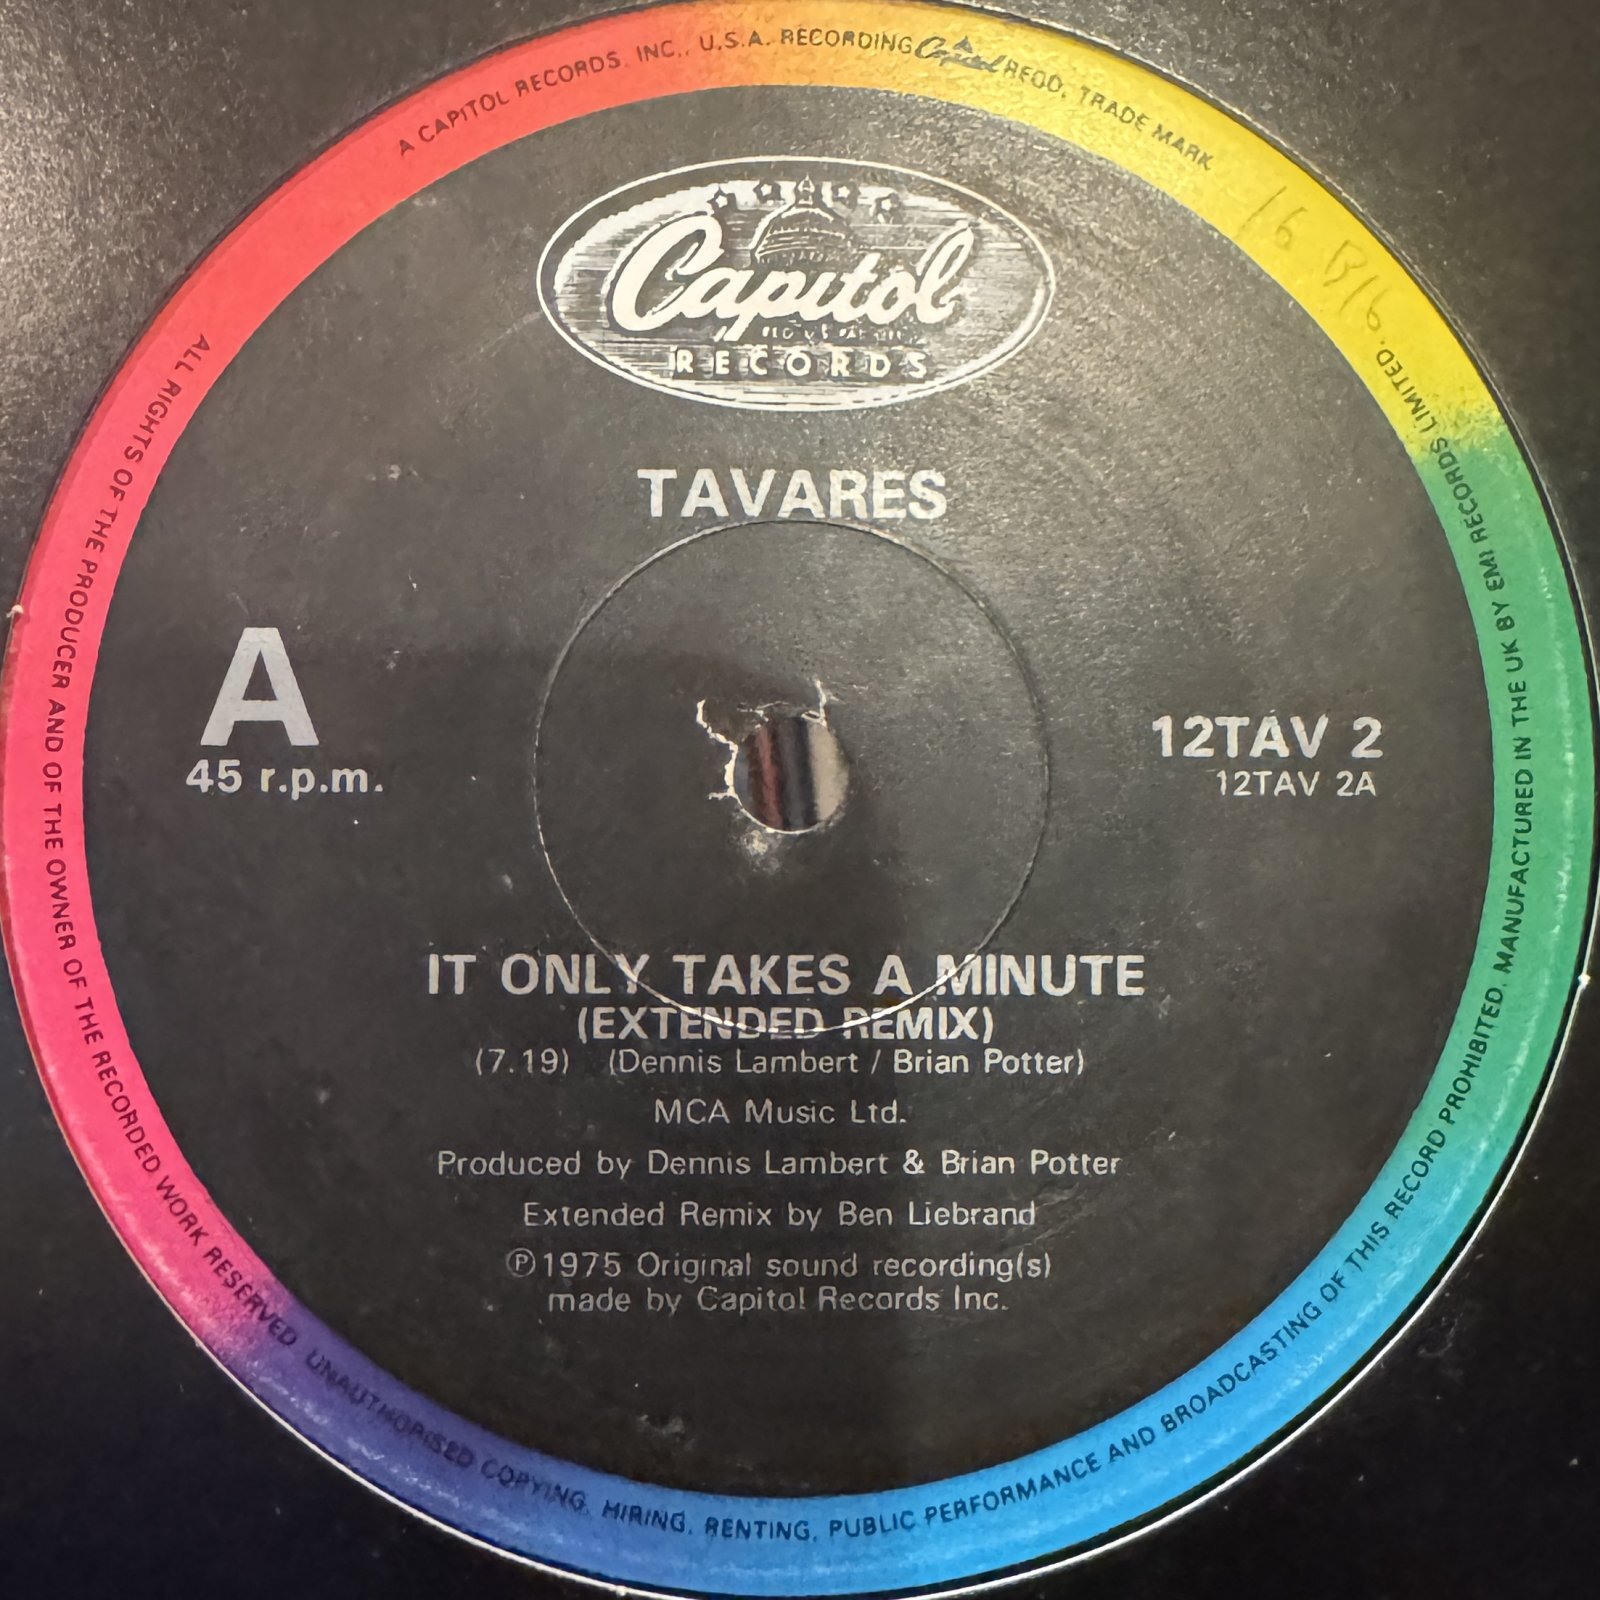 A CAPITOL RECORDS, INC., U.S.A. RECORDING Capitol REGD. TRADE MARK
Capitol
RECORDS
TAVARES
A
45 r.p.m.
12TAV 2
12TAV 2A
IT ONLY TAKES A MINUTE
(EXTENDED REMIX)
(7.19) (Dennis Lambert / Brian Potter)
MCA Music Ltd.
Produced by Dennis Lambert & Brian Potter
Extended Remix by Ben Liebrand
℗1975 Original sound recording(s)
made by Capitol Records Inc.
ALL RIGHTS OF THE PRODUCER AND OF THE OWNER OF THE RECORDED WORK RESERVED UNAUTHORISED COPYING, HIRING, RENTING, PUBLIC PERFORMANCE AND BROADCASTING OF THIS RECORD PROHIBITED. MANUFACTURED IN THE UK BY EMI RECORDS LIMITED.